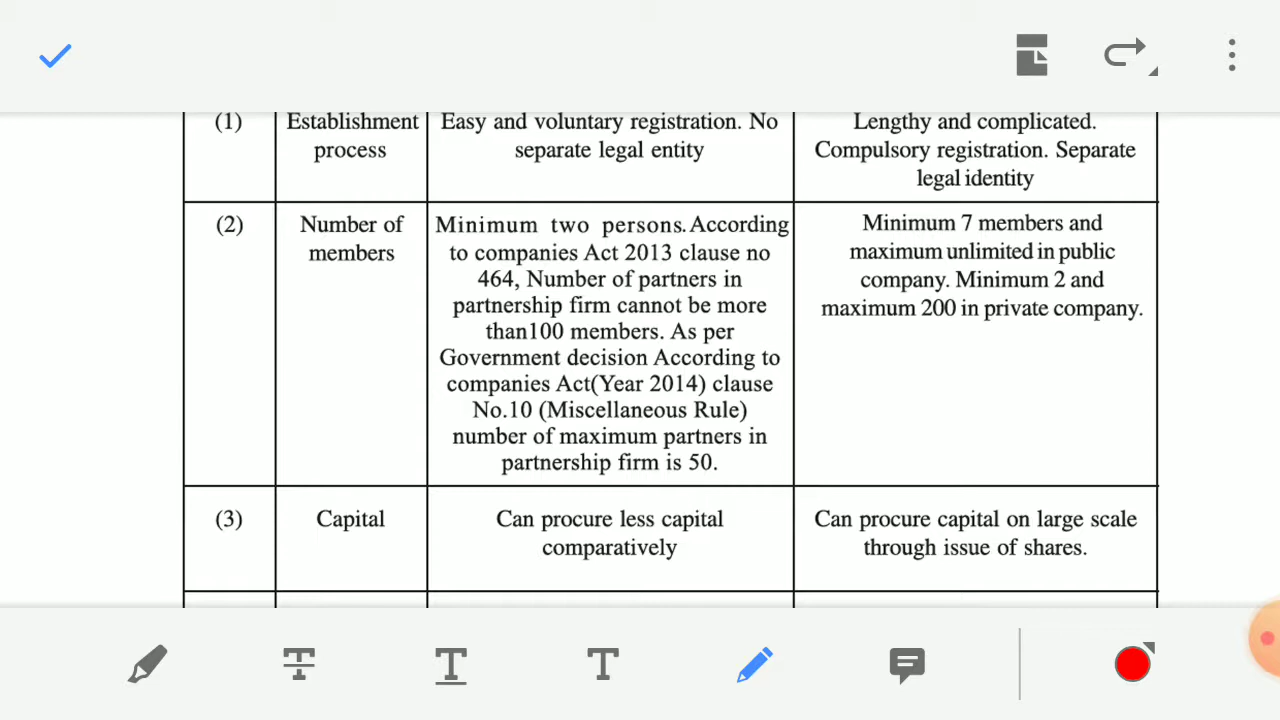 (1)
Establishment
process
Easy and voluntary registration. No
separate legal entity
Lengthy and complicated.
Compulsory registration. Separate
legal identity
(2)
Number of
members
Minimum two persons. According
to companies Act 2013 clause no
464, Number of partners in
partnership firm cannot be more
than100 members. As per
Government decision According to
companies Act(Year 2014) clause
No.10 (Miscellaneous Rule)
number of maximum partners in
partnership firm is 50.
Minimum 7 members and
maximum unlimited in public
company. Minimum 2 and
maximum 200 in private company.
(3)
Capital
Can procure less capital
comparatively
Can procure capital on large scale
through issue of shares.